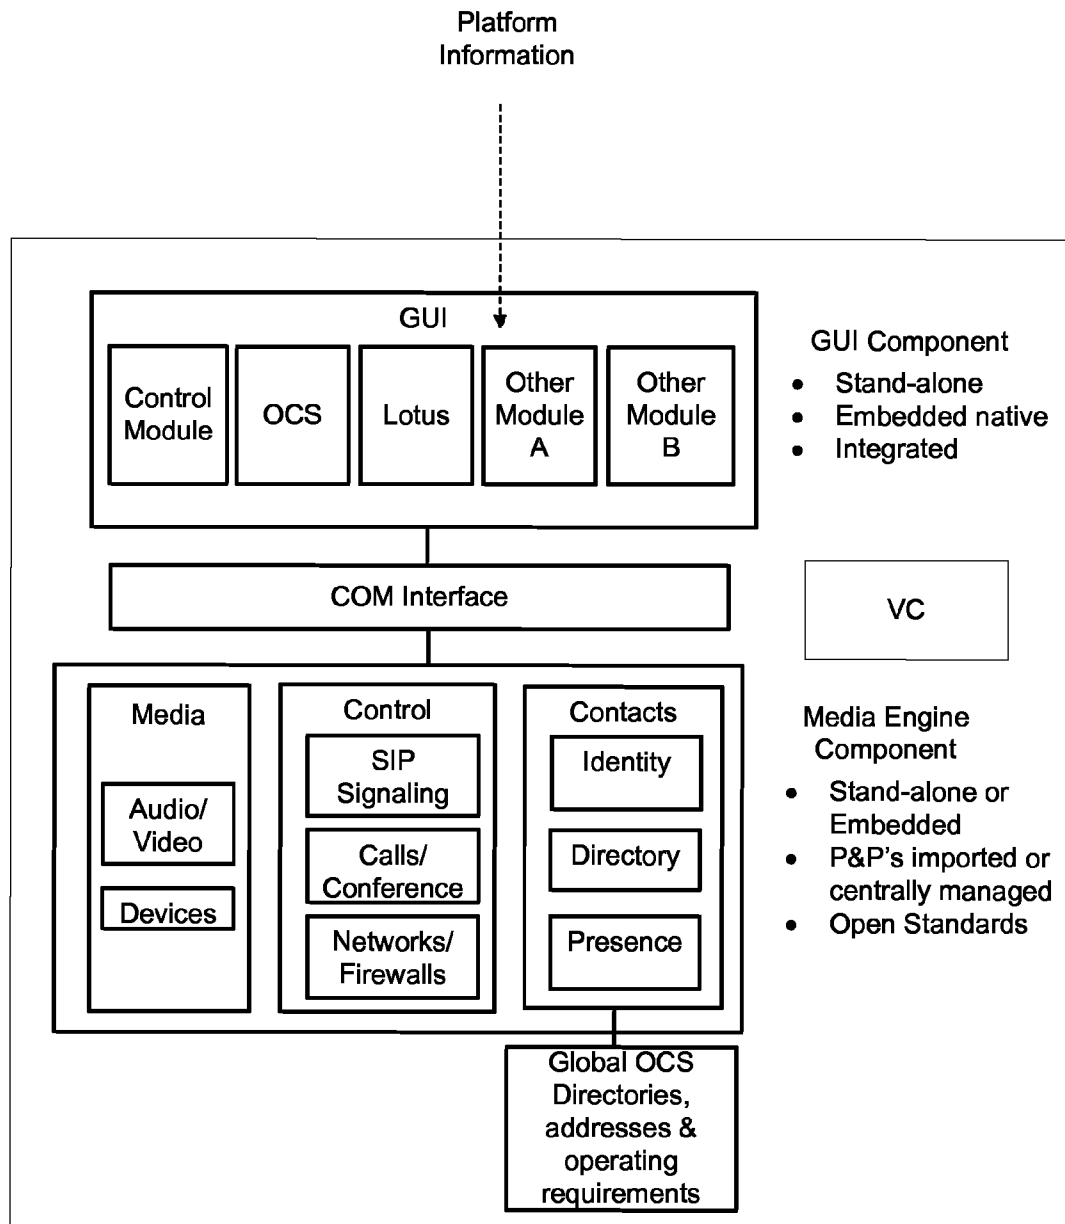 Platform
Information
GUI
Control
Module
OCS
Lotus
Other
Module
A
Other
Module
B
GUI Component
• Stand-alone
• Embedded native
• Integrated
COM Interface
VC
Media
Audio/
Video
Devices
Control
SIP
Signaling
Calls/
Conference
Networks/
Firewalls
Contacts
Identity
Directory
Presence
Media Engine
Component
• Stand-alone or
Embedded
• P&P's imported or
centrally managed
• Open Standards
Global OCS
Directories,
addresses &
operating
requirements